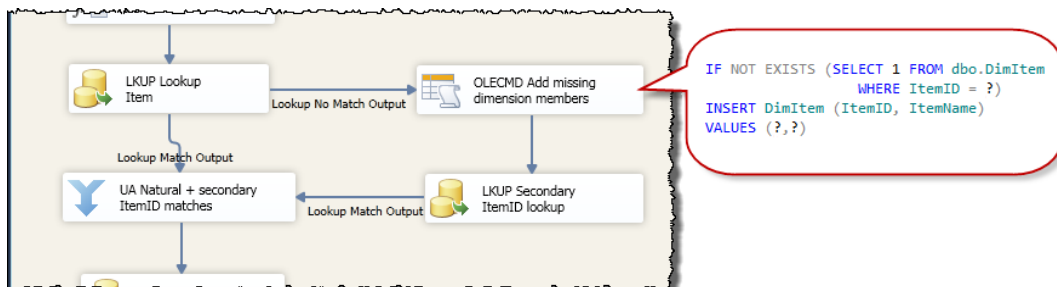 LKUP Lookup
Item
Lookup No Match Output
OLECMD Add missing
dimension members
Lookup Match Output
UA Natural + secondary
ItemID matches
Lookup Match Output
LKUP Secondary
ItemID lookup
IF NOT EXISTS (SELECT 1 FROM dbo.DimItem
WHERE ItemID = ?)
INSERT DimItem (ItemID, ItemName)
VALUES (?,?)